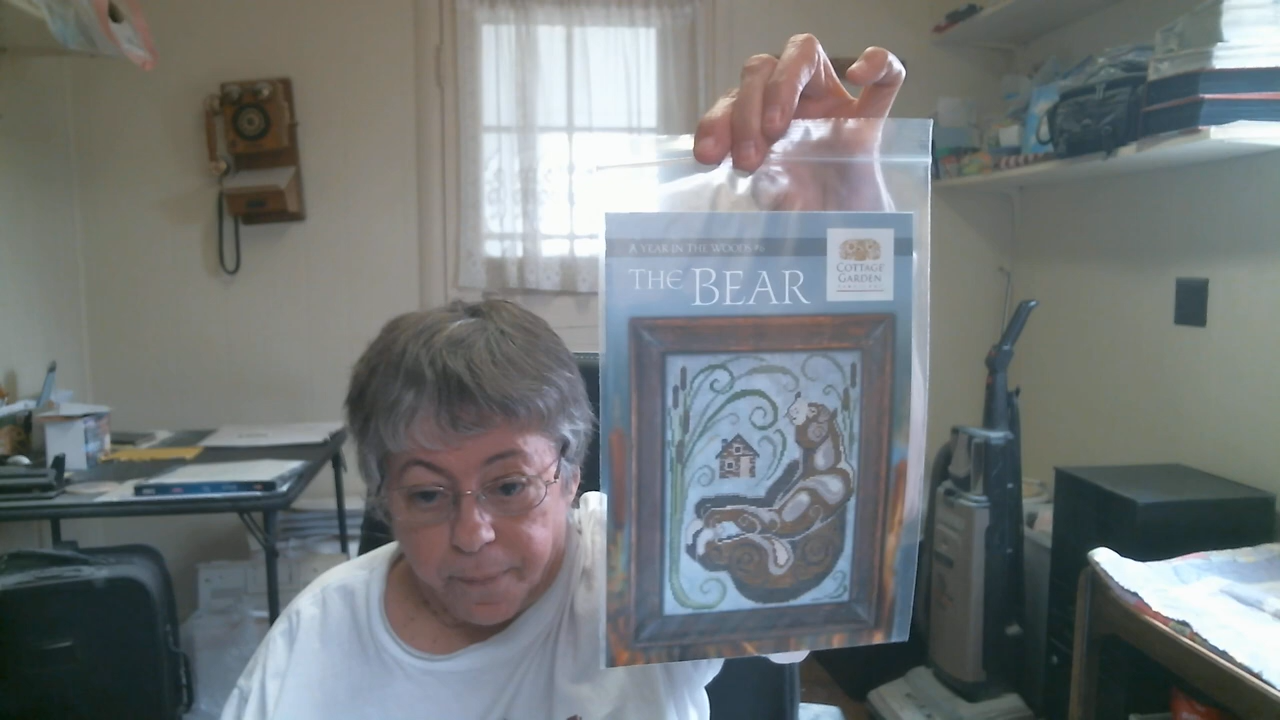 A YEAR IN THE WOODS #6
THE BEAR
COTTAGE
GARDEN